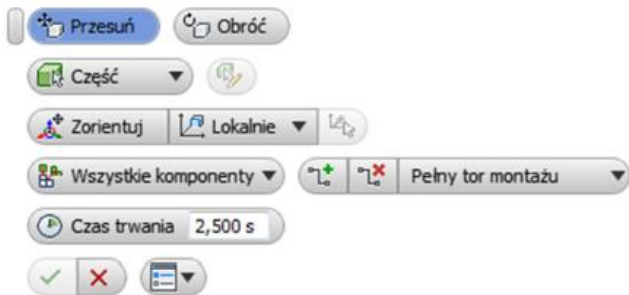 Przesuń Obróć
Część
Zorientuj Lokalnie
Wszystkie komponenty Pełny tor montażu
Czas trwania 2,500 s